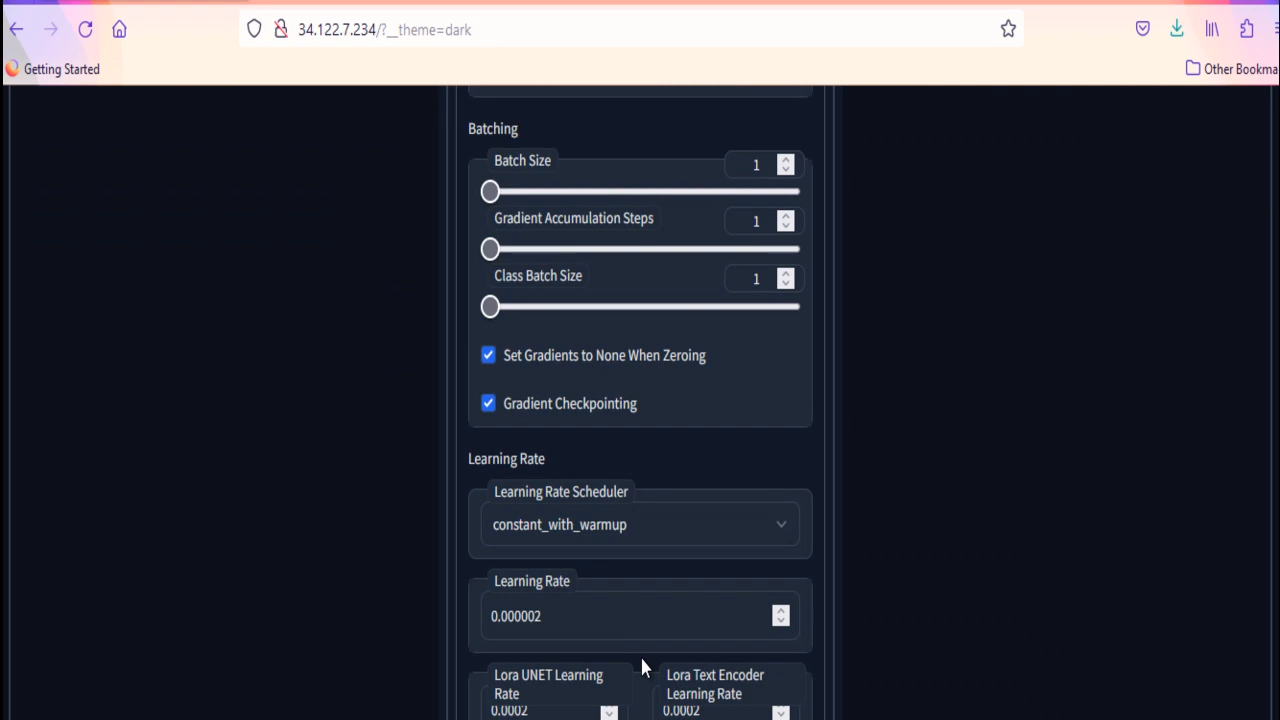 34.122.7.234/?__theme=dark
Getting Started
Other Bookma
Batching
Batch Size
1
Gradient Accumulation Steps
1
Class Batch Size
1
Set Gradients to None When Zeroing
Gradient Checkpointing
Learning Rate
Learning Rate Scheduler
constant_with_warmup
Learning Rate
0.000002
Lora UNET Learning
Rate
0.0002
Lora Text Encoder
Learning Rate
0.0002